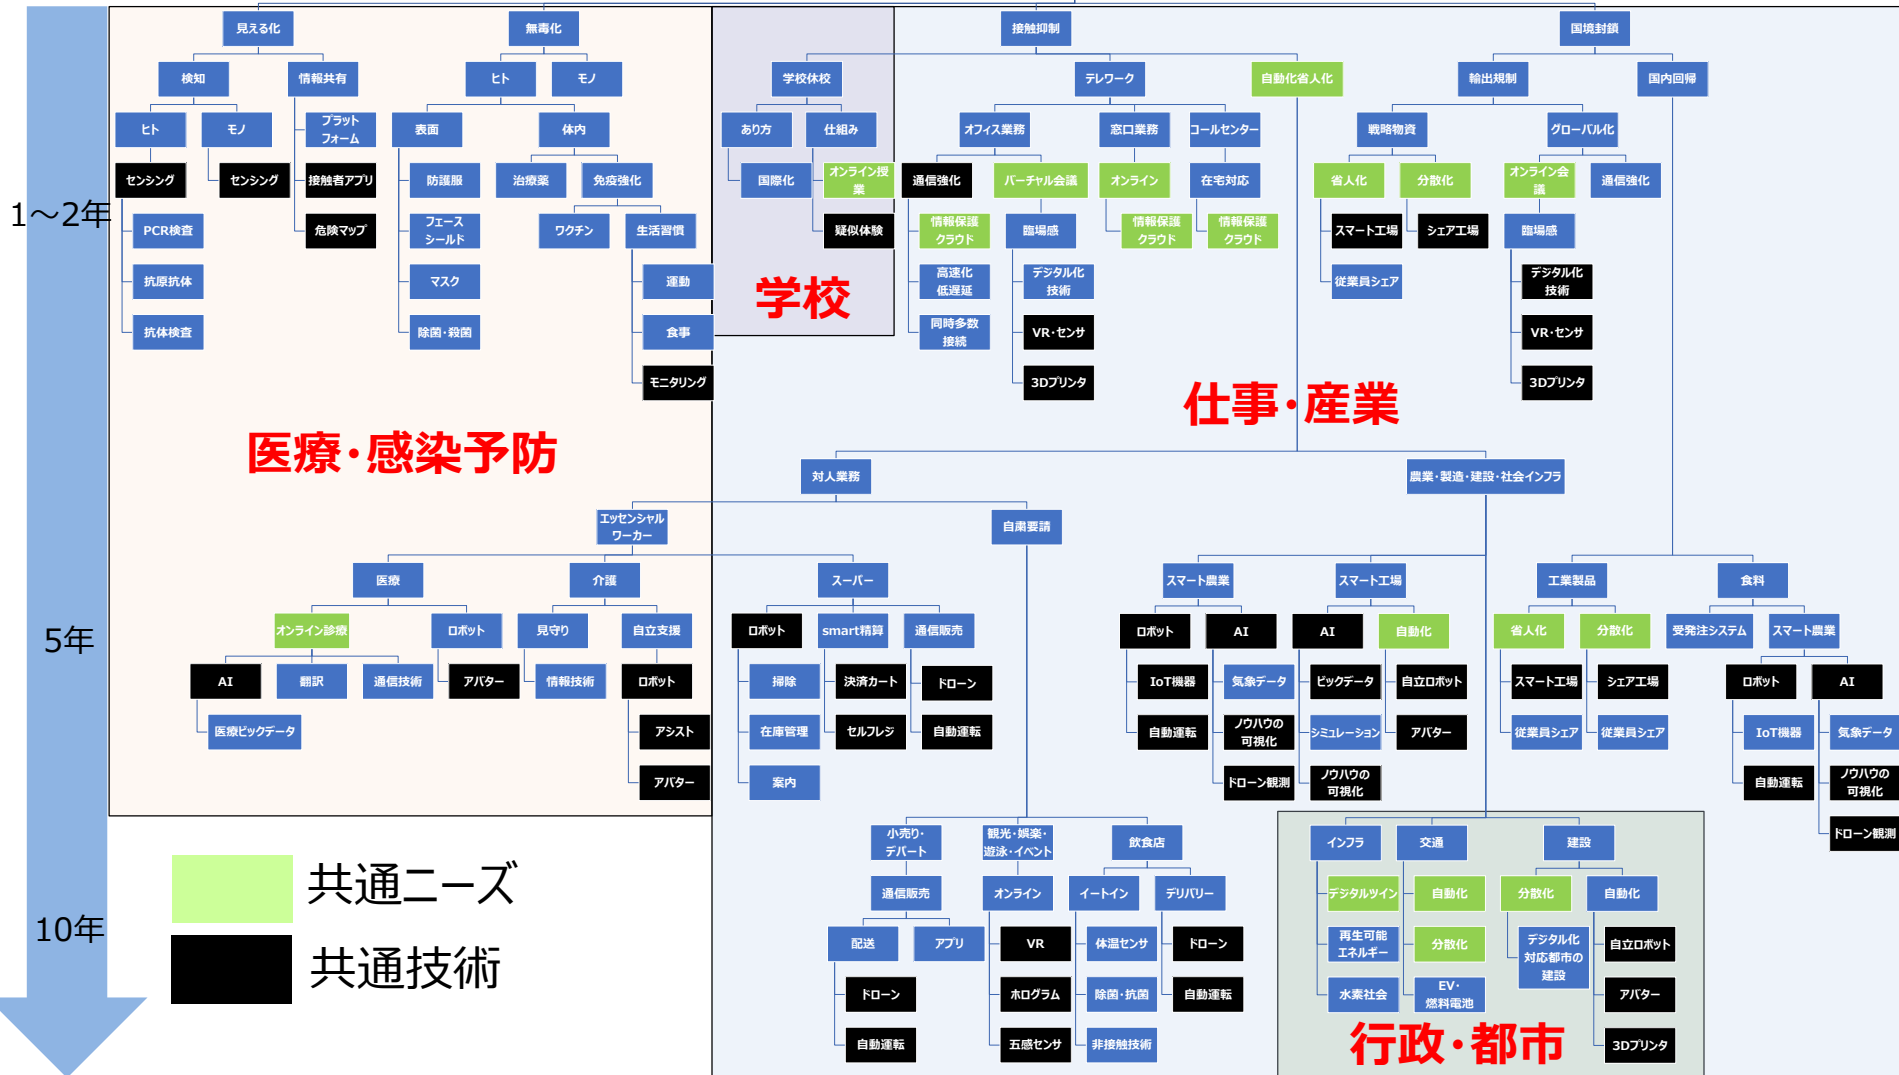 見える化
無毒化
接触抑制
国境封鎖
検知
情報共有
ヒト
モノ
学校休校
テレワーク
自動化省人化
輸出規制
国内回帰
ヒト
モノ
プラット
フォーム
表面
体内
あり方
仕組み
オフィス業務
窓口業務
コールセンター
戦略物資
グローバル化
センシング
センシング
接触者アプリ
防護服
治療薬
免疫強化
国際化
オンライン授
業
通信強化
バーチャル会議
オンライン
在宅対応
省人化
分散化
オンライン会
議
通信強化
1～2年
PCR検査
危険マップ
フェース
シールド
ワクチン
生活習慣
疑似体験
情報保護
クラウド
臨場感
情報保護
クラウド
情報保護
クラウド
スマート工場
シェア工場
臨場感
抗原抗体
マスク
運動
学校
高速化
低遅延
デジタル化
技術
従業員シェア
デジタル化
技術
抗体検査
除菌・殺菌
食事
同時多数
接続
VR・センサ
VR・センサ
モニタリング
3Dプリンタ
3Dプリンタ
仕事・産業
医療・感染予防
対人業務
農業・製造・建設・社会インフラ
エッセンシャル
ワーカー
自粛要請
医療
介護
スーパー
スマート農業
スマート工場
工業製品
食料
5年
オンライン診療
ロボット
見守り
自立支援
ロボット
smart精算
通信販売
ロボット
AI
AI
自動化
省人化
分散化
受発注システム
スマート農業
AI
翻訳
通信技術
アバター
情報技術
ロボット
掃除
決済カート
ドローン
IoT機器
気象データ
ビックデータ
自立ロボット
スマート工場
シェア工場
ロボット
AI
医療ビックデータ
アシスト
在庫管理
セルフレジ
自動運転
自動運転
ノウハウの
可視化
シミュレーション
アバター
従業員シェア
従業員シェア
IoT機器
気象データ
アバター
案内
ドローン観測
ノウハウの
可視化
自動運転
ノウハウの
可視化
ドローン観測
小売り・
デパート
観光・娯楽・
遊泳・イベント
飲食店
インフラ
交通
建設
共通ニーズ
通信販売
オンライン
イートイン
デリバリー
デジタルツイン
自動化
分散化
自動化
10年
共通技術
配送
アプリ
VR
体温センサ
ドローン
再生可能
エネルギー
分散化
デジタル化
対応都市の
建設
自立ロボット
ドローン
ホログラム
除菌・抗菌
自動運転
水素社会
EV・
燃料電池
アバター
自動運転
五感センサ
非接触技術
行政・都市
3Dプリンタ